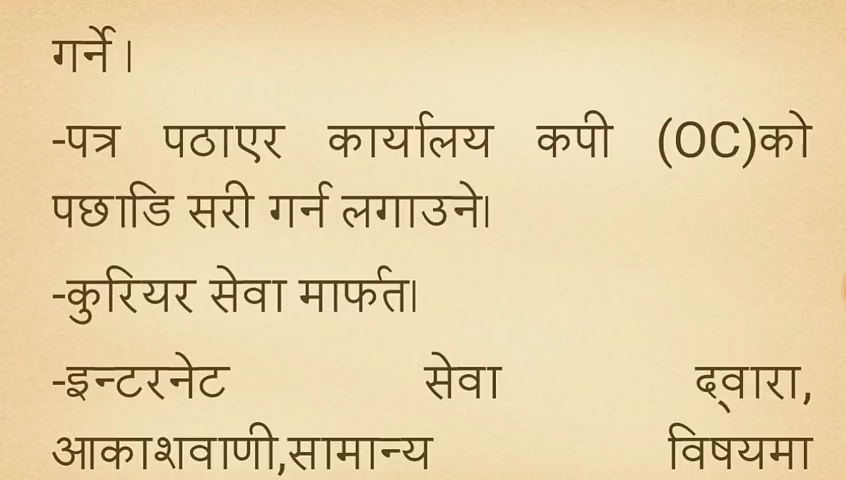 गर्ने ।
-पत्र पठाएर कार्यालय कपी (OC)को
पछाडि सरी गर्न लगाउने।
-कुरियर सेवा मार्फत।
-इन्टरनेट सेवा द्वारा,
आकाशवाणी,सामान्य विषयमा